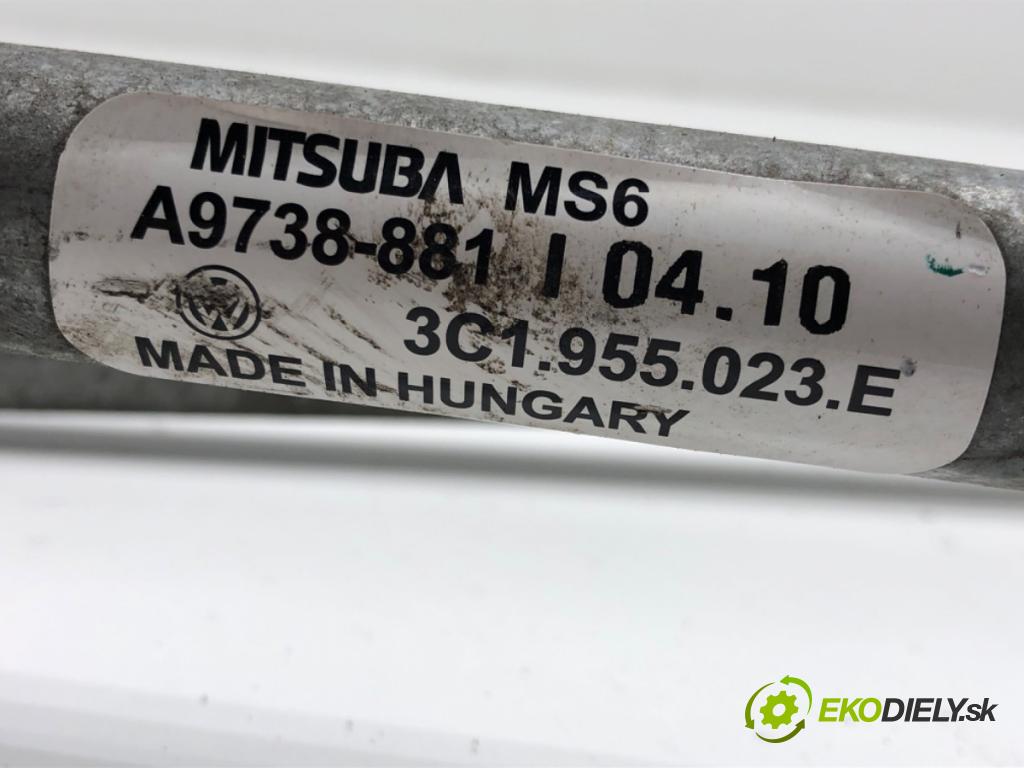 MITSUBA MS6
A9738-881 I 04.10
3C1.955.023.E
MADE IN HUNGARY
EKODIELY.sk